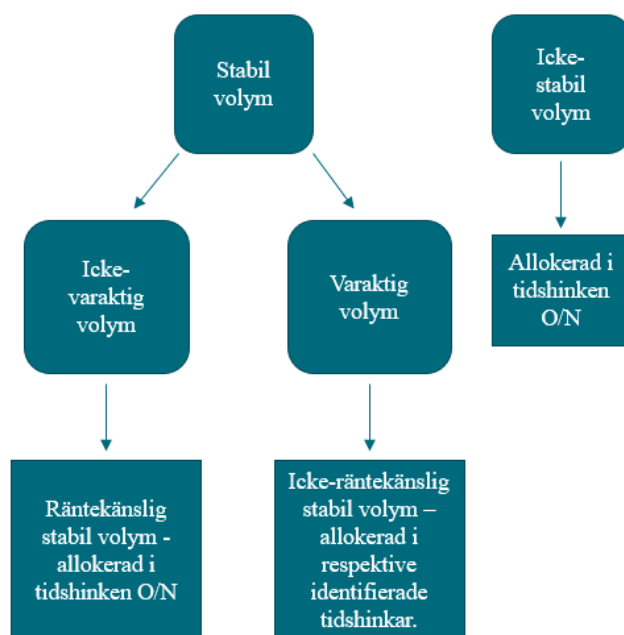 Stabil
volym
Icke-
stabil
volym
Icke-
varaktig
volym
Varaktig
volym
Allokerad i
tidshinken
O/N
Räntekänslig
stabil volym -
allokerad i
tidshinken O/N
Icke-räntekänslig
stabil volym –
allokerad i
respektive
identifierade
tidshinkar.